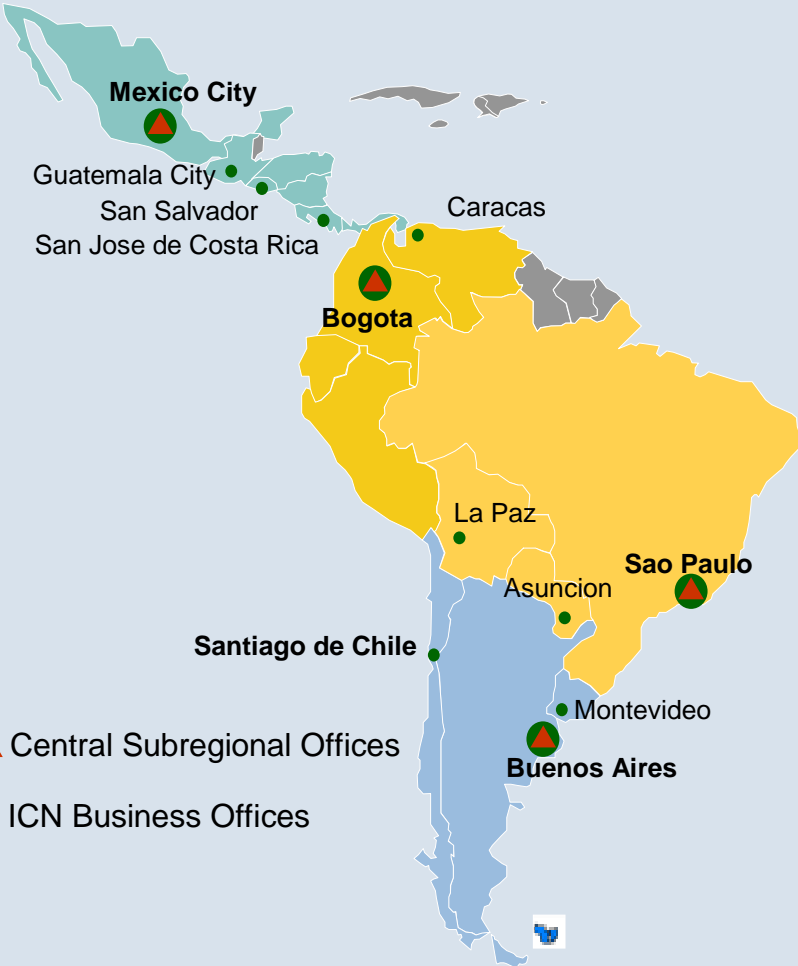 Mexico City
Guatemala City
San Salvador
San Jose de Costa Rica
Caracas
Bogota
La Paz
Sao Paulo
Asuncion
Santiago de Chile
Montevideo
Central Subregional Offices
Buenos Aires
ICN Business Offices